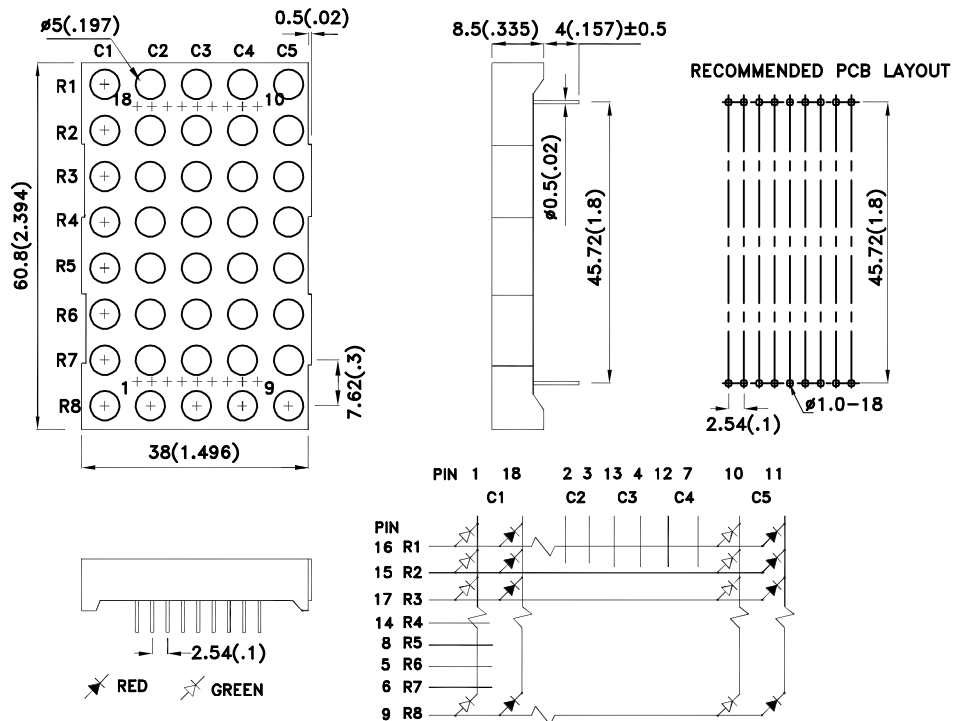 ø5(.197)
0.5(.02)
C1 C2 C3 C4 C5
R1
18 10
R2
R3
R4
R5
R6
R7
1 9
R8
60.8(2.394)
7.62(.3)
38(1.496)
8.5(.335) 4(.157)±0.5
ø0.5(.02)
45.72(1.8)
RECOMMENDED PCB LAYOUT
45.72(1.8)
ø1.0-18
2.54(.1)
2.54(.1)
RED GREEN
PIN 1 18 2 3 13 4 12 7 10 11
C1 C2 C3 C4 C5
PIN
16 R1
15 R2
17 R3
14 R4
8 R5
5 R6
6 R7
9 R8